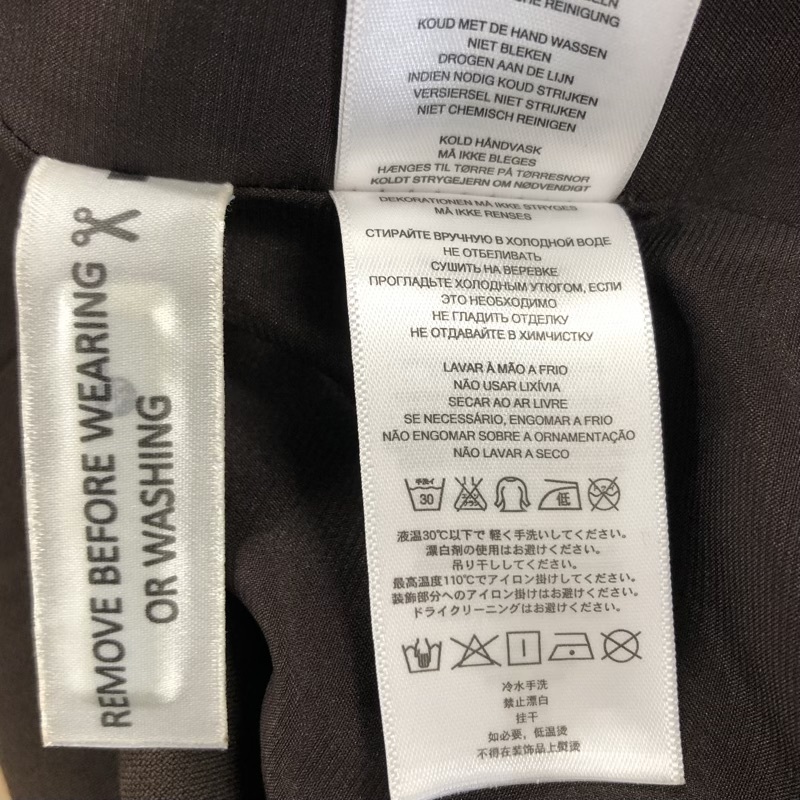 REINIGUNG
KOUD MET DE HAND WASSEN
NIET BLEKEN
DROGEN AAN DE LIJN
INDIEN NODIG KOUD STRIJKEN
VERSIERSEL NIET STRIJKEN
NIET CHEMISCH REINIGEN
KOLD HÅNDVASK
MÅ IKKE BLEGES
HÆNGES TIL TØRRE PÅ TØRRESNOR
KOLDT STRYGEJERN OM NØDVENDIGT
DEKORATIONEN MÅ IKKE STRYGES
MÅ IKKE RENSES
СТИРАЙТЕ ВРУЧНУЮ В ХОЛОДНОЙ ВОДЕ
НЕ ОТБЕЛИВАТЬ
СУШИТЬ НА ВЕРЕВКЕ
ПРОГЛАДЬТЕ ХОЛОДНЫМ УТЮГОМ, ЕСЛИ
ЭТО НЕОБХОДИМО
НЕ ГЛАДИТЬ ОТДЕЛКУ
НЕ ОТДАВАЙТЕ В ХИМЧИСТКУ
LAVAR À MÃO A FRIO
NÃO USAR LIXÍVIA
SECAR AO AR LIVRE
SE NECESSÁRIO, ENGOMAR A FRIO
NÃO ENGOMAR SOBRE A ORNAMENTAÇÃO
NÃO LAVAR A SECO
手洗イ
30
低
液温30℃以下で 軽く手洗いしてください。
漂白剤の使用はお避けください。
吊り干ししてください。
最高温度110℃でアイロン掛けしてください。
装飾部分へのアイロン掛けはお避けください。
ドライクリーニングはお避けください。
冷水手洗
禁止漂白
挂干
如必要，低温烫
不得在装饰品上熨烫
REMOVE BEFORE WEARING
OR WASHING